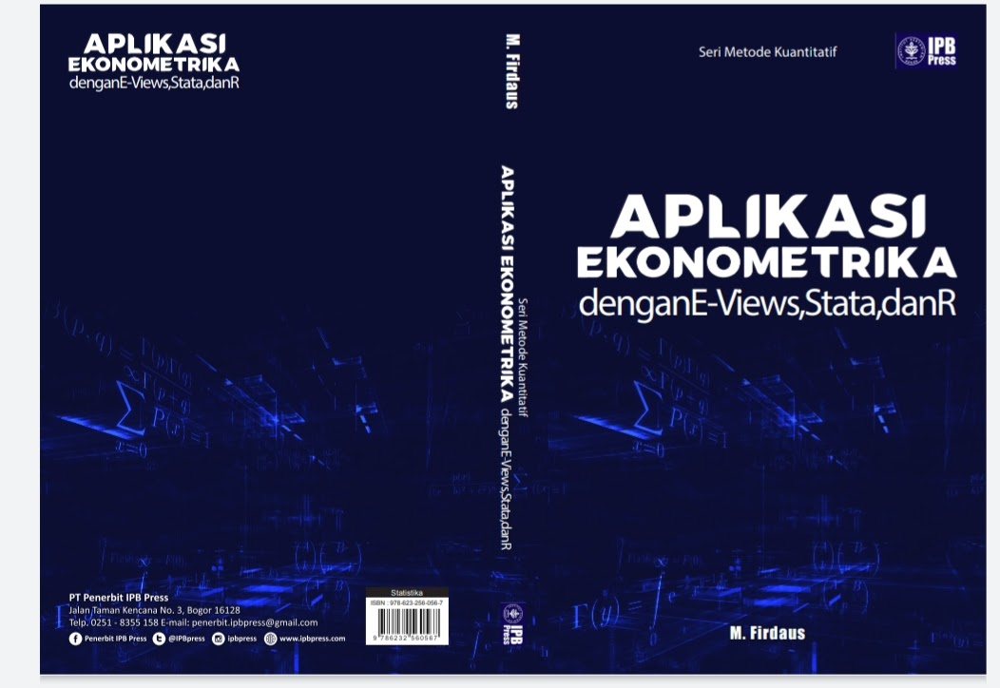 APLIKASI
EKONOMETRIKA
denganE-Views,Stata,danR
PT Penerbit IPB Press
Jalan Taman Kencana No. 3, Bogor 16128
Telp. 0251 - 8355 158 E-mail: penerbit.ipbpress@gmail.com
Penerbit IPB Press @IPBpress ipbpress www.ipbpress.com
Statistika
ISBN : 978-623-256-056-7
9 786232 560567
M. Firdaus
Seri Metode Kuantitatif
APLIKASI EKONOMETRIKA denganE-Views,Stata,danR
IPB
Press
Seri Metode Kuantitatif
IPB
Press
APLIKASI
EKONOMETRIKA
denganE-Views,Stata,danR
M. Firdaus